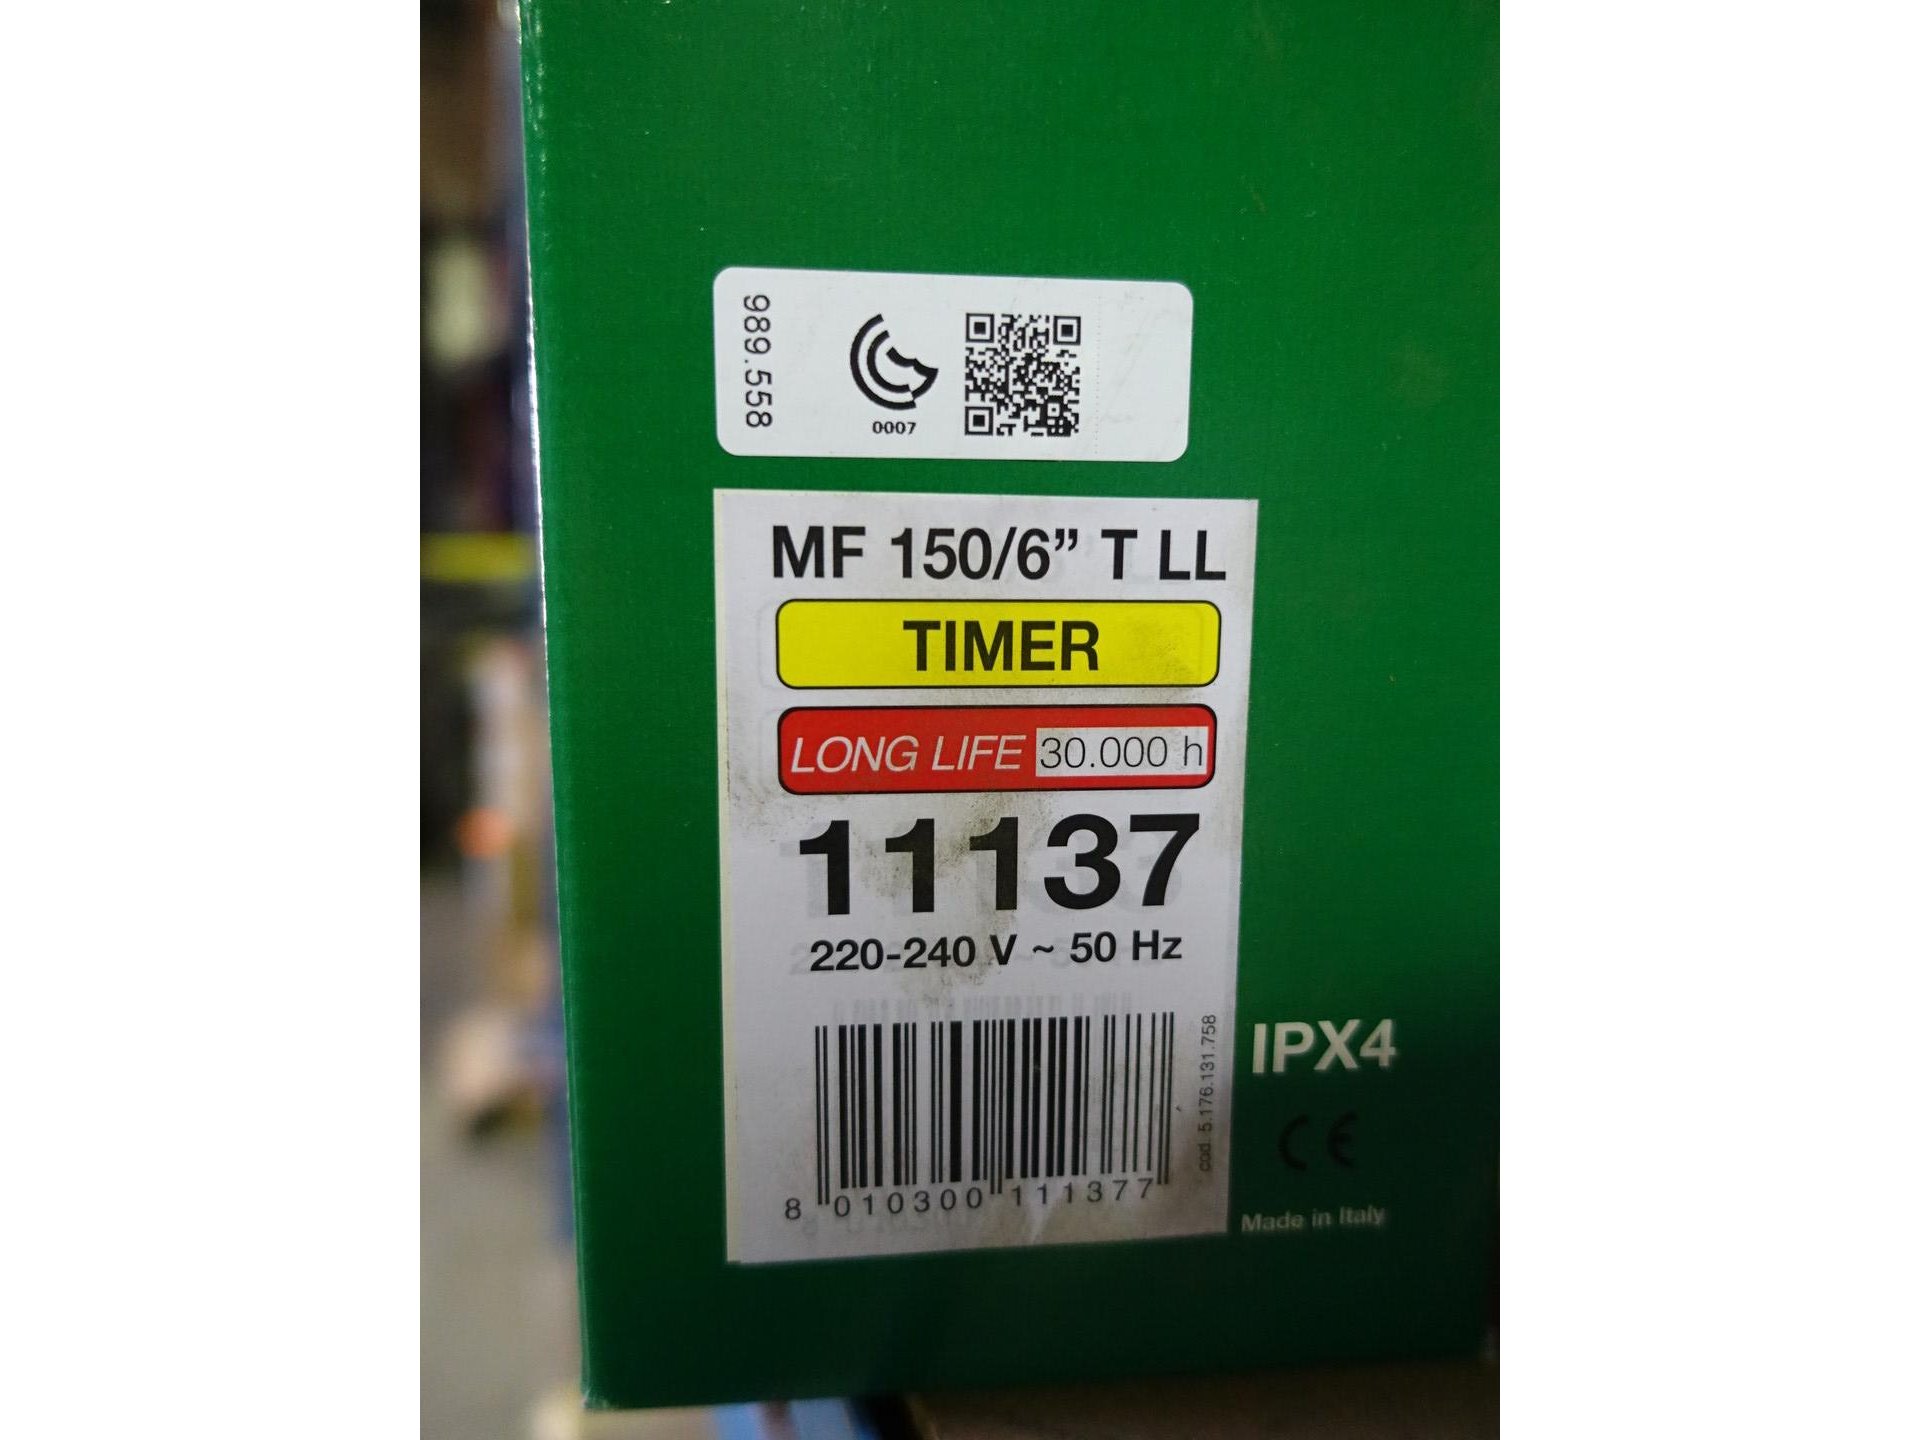 989.558
0007
MF 150/6” T LL
TIMER
LONG LIFE 30.000 h
11137
220-240 V ~ 50 Hz
cod. 5.176.131.758
8 010300 111377
IPX4
CE
Made in Italy